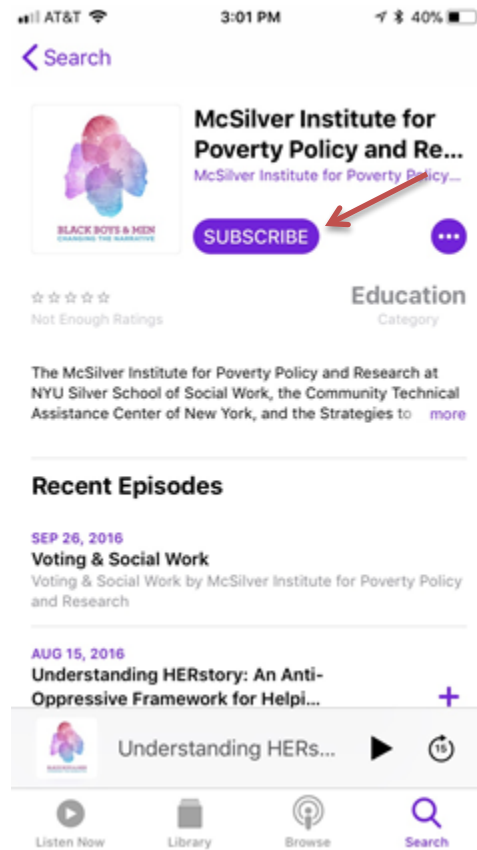 AT&T 3:01 PM 40%
Search
McSilver Institute for
Poverty Policy and Re...
McSilver Institute for Poverty Policy...
BLACK BOYS & MEN
CHANGING THE NARRATIVE
SUBSCRIBE
Education
Not Enough Ratings
Category
The McSilver Institute for Poverty Policy and Research at
NYU Silver School of Social Work, the Community Technical
Assistance Center of New York, and the Strategies to more
Recent Episodes
SEP 26, 2016
Voting & Social Work
Voting & Social Work by McSilver Institute for Poverty Policy
and Research
AUG 15, 2016
Understanding HERstory: An Anti-
Oppressive Framework for Helpi...
Understanding HERs...
15
Listen Now Library Browse Search